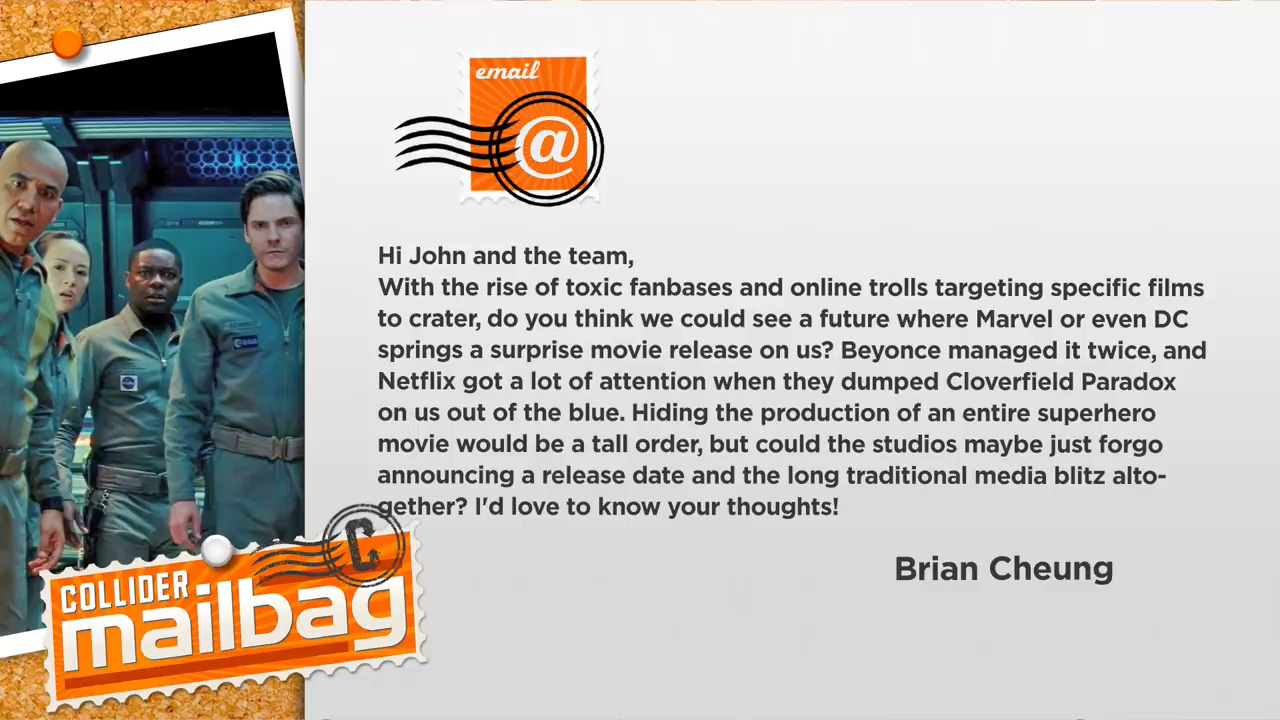 email
@
Hi John and the team,
With the rise of toxic fanbases and online trolls targeting specific films
to crater, do you think we could see a future where Marvel or even DC
springs a surprise movie release on us? Beyonce managed it twice, and
Netflix got a lot of attention when they dumped Cloverfield Paradox
on us out of the blue. Hiding the production of an entire superhero
movie would be a tall order, but could the studios maybe just forgo
announcing a release date and the long traditional media blitz alto-
gether? I'd love to know your thoughts!
Brian Cheung
C
COLLIDER
mailbag